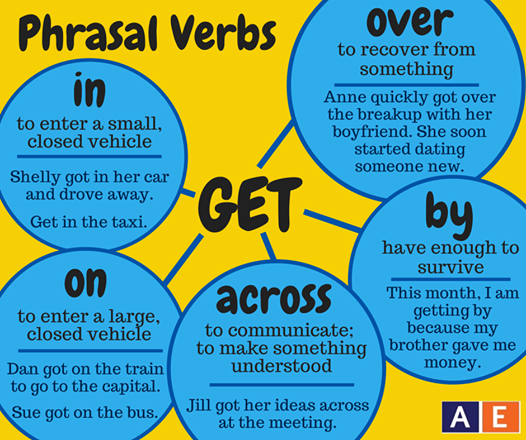 Phrasal Verbs
in
to enter a small,
closed vehicle
Shelly got in her car
and drove away.
Get in the taxi.
over
to recover from
something
Anne quickly got over
the breakup with her
boyfriend. She soon
started dating
someone new.
GET
by
have enough to
survive
This month, I am
getting by
because my
brother gave me
money.
on
to enter a large,
closed vehicle
Dan got on the train
to go to the capital.
Sue got on the bus.
across
to communicate;
to make something
understood
Jill got her ideas across
at the meeting.
A E